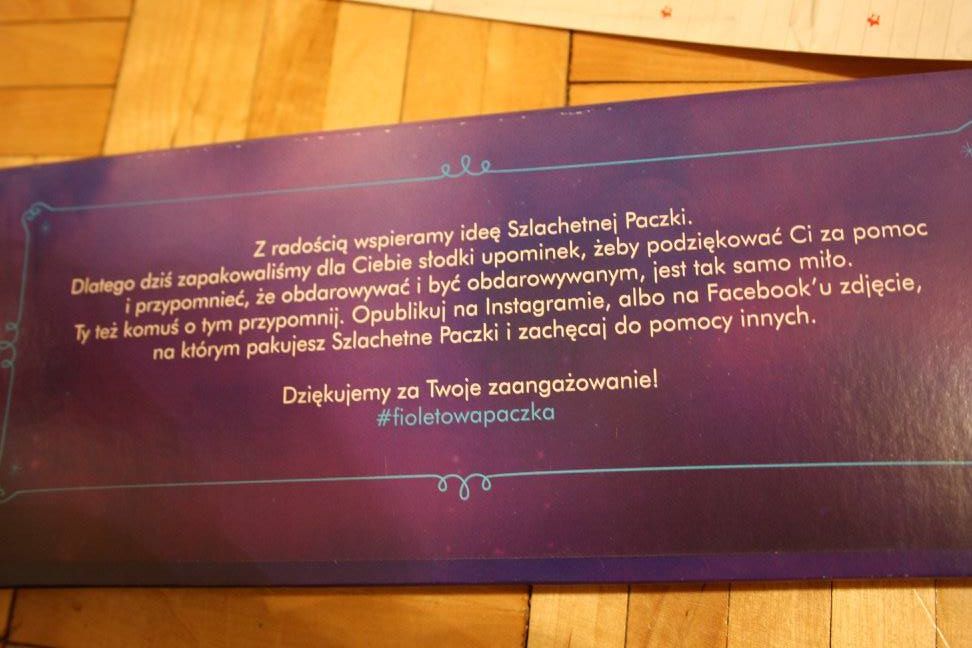 Z radością wspieramy ideę Szlachetnej Paczki.
Dlatego dziś zapakowaliśmy dla Ciebie słodki upominek, żeby podziękować Ci za pomoc
i przypomnieć, że obdarowywać i być obdarowywanym, jest tak samo miło.
Ty też komuś o tym przypomnij. Opublikuj na Instagramie, albo na Facebook'u zdjęcie,
na którym pakujesz Szlachetne Paczki i zachęcaj do pomocy innych.
Dziękujemy za Twoje zaangażowanie!
#fioletowapaczka